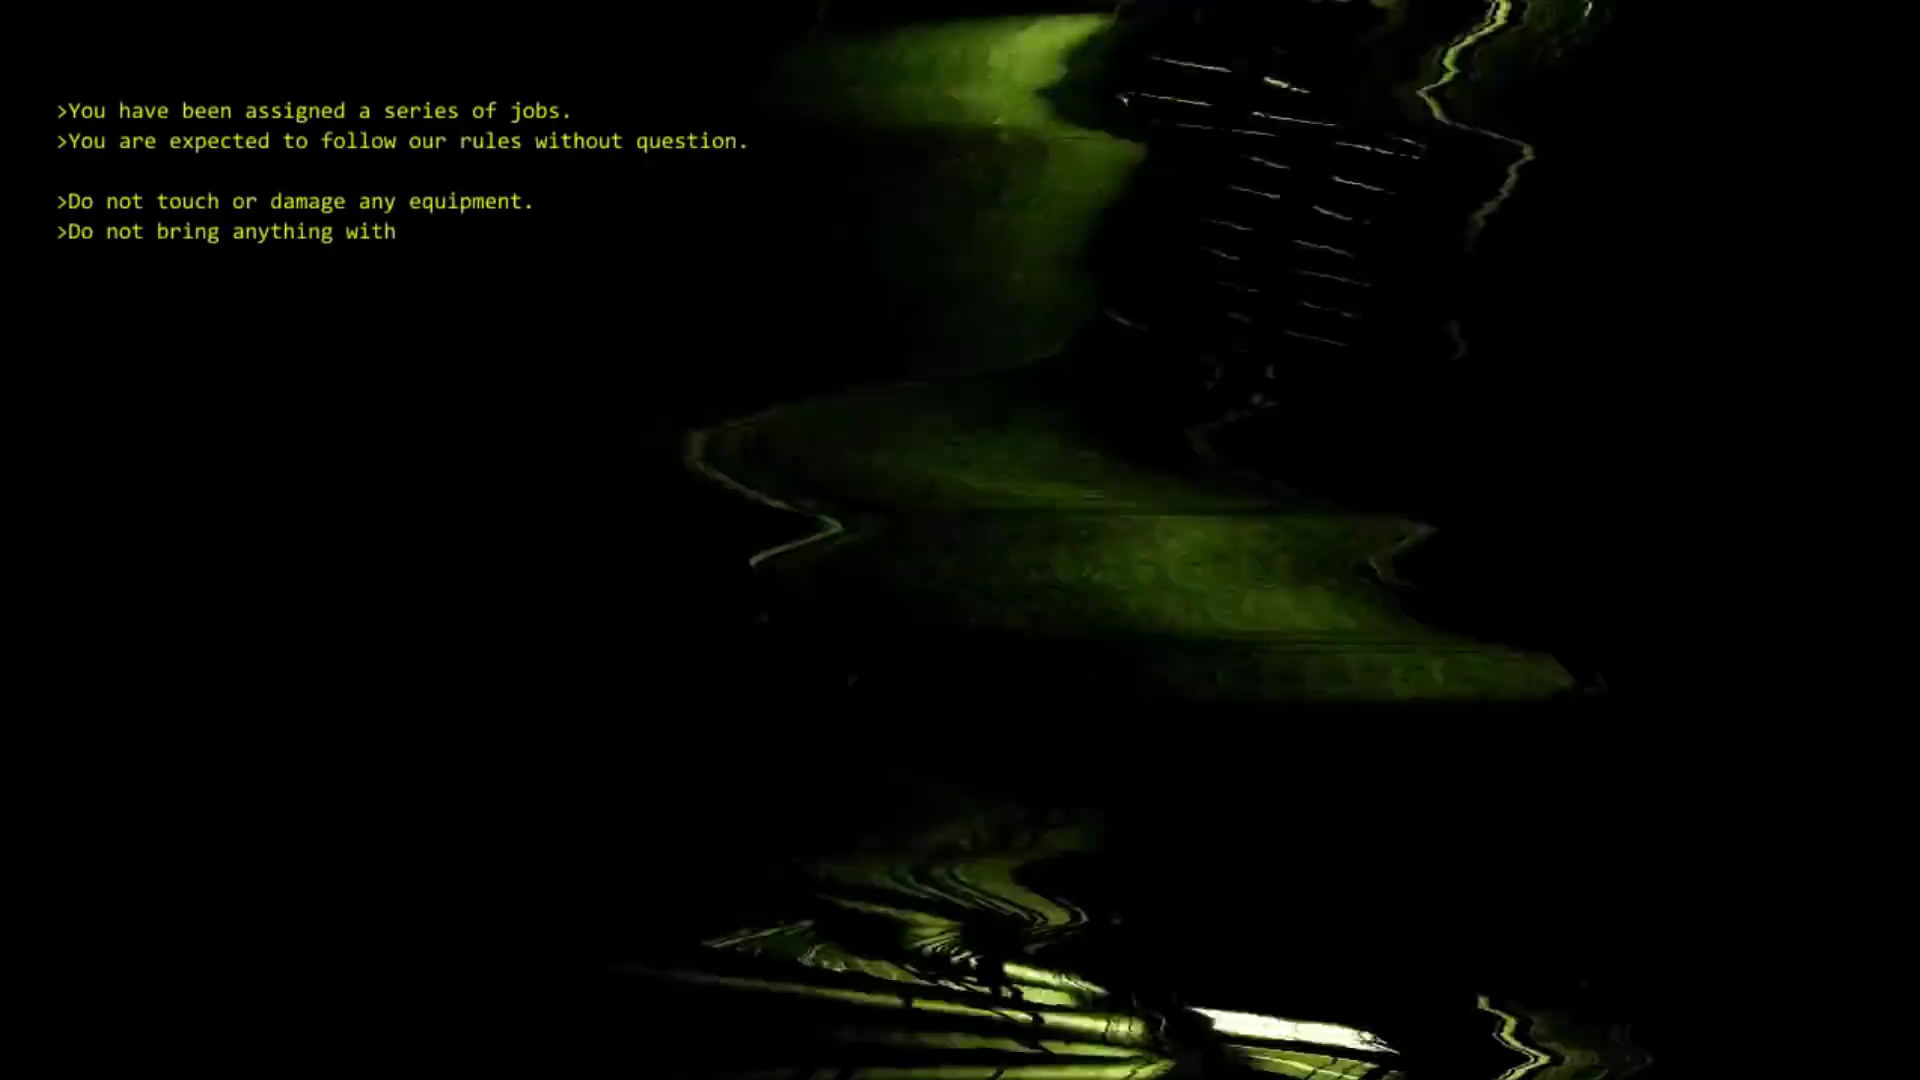 >You have been assigned a series of jobs.
>You are expected to follow our rules without question.
>Do not touch or damage any equipment.
>Do not bring anything with